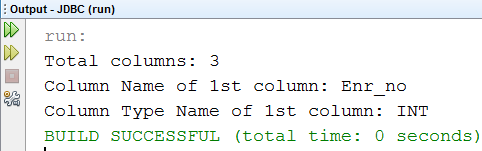 Output - JDBC (run)
run:
Total columns: 3
Column Name of 1st column: Enr_no
Column Type Name of 1st column: INT
BUILD SUCCESSFUL (total time: 0 seconds)